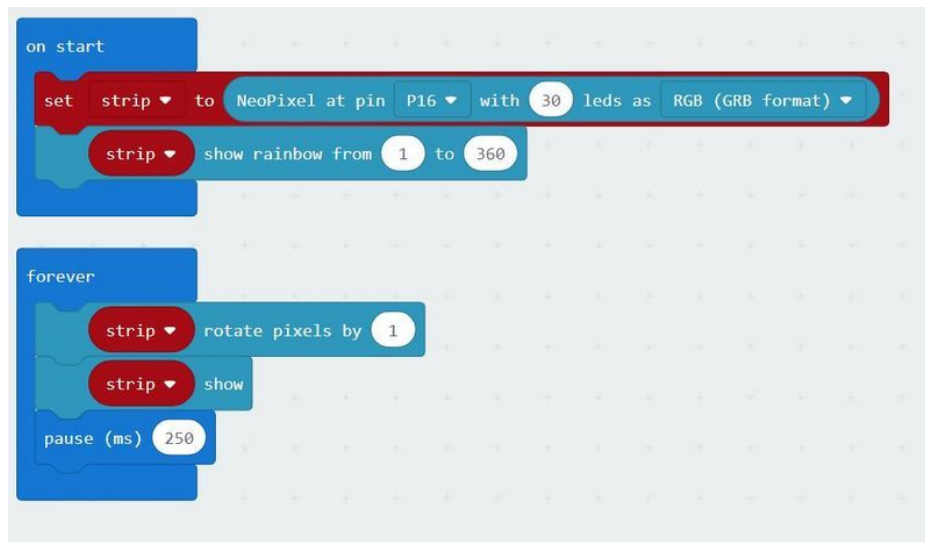 on start
set strip to NeoPixel at pin P16 with 30 leds as RGB (GRB format)
strip show rainbow from 1 to 360
forever
strip rotate pixels by 1
strip show
pause (ms) 250